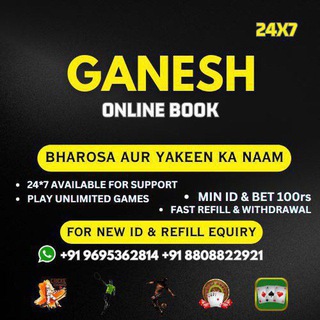 24X7
GANESH
ONLINE BOOK
BHAROSA AUR YAKEEN KA NAAM
• 24*7 AVAILABLE FOR SUPPORT
• PLAY UNLIMITED GAMES
• MIN ID & BET 100rs
• FAST REFILL & WITHDRAWAL
FOR NEW ID & REFILL EQUIRY
+91 9695362814 +91 8808822921